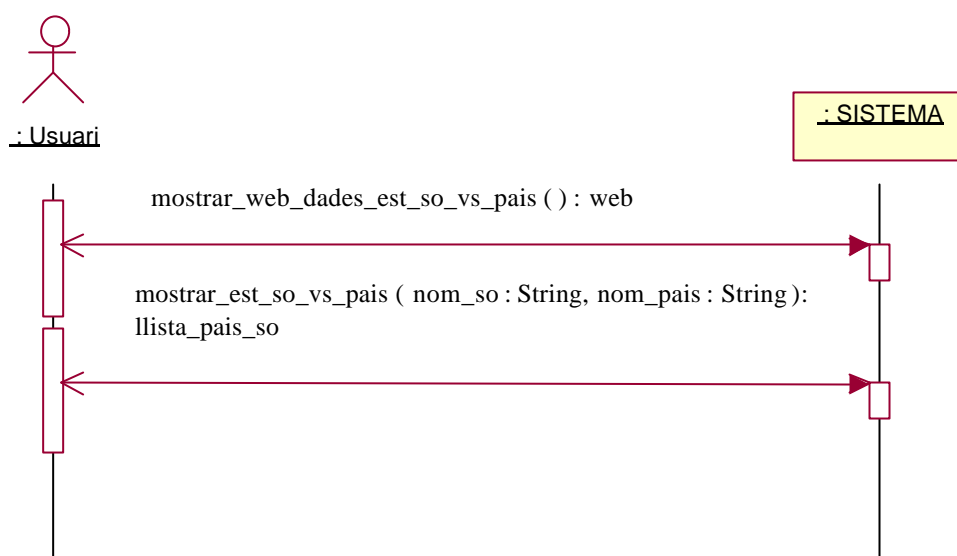 : Usuari
: SISTEMA
mostrar_web_dades_est_so_vs_pais ( ) : web
mostrar_est_so_vs_pais ( nom_so : String, nom_pais : String ):
llista_pais_so